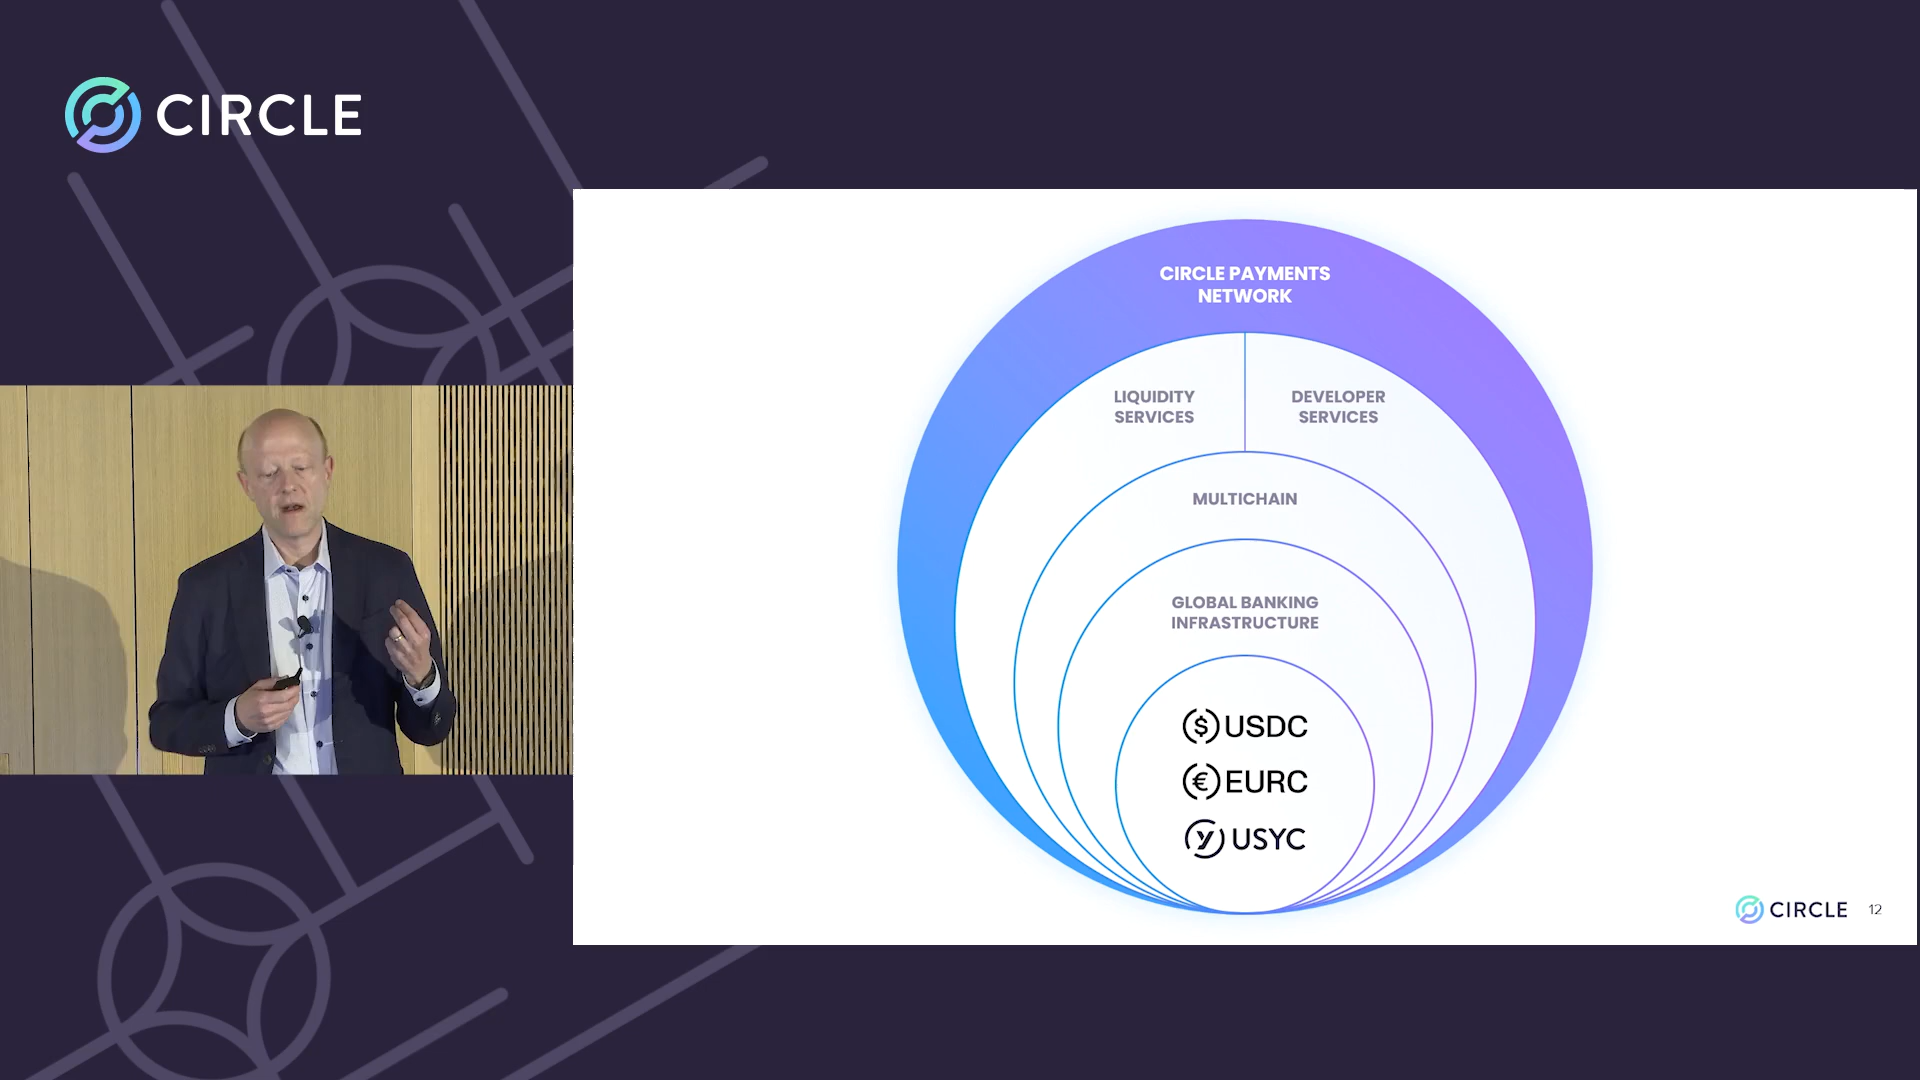 CIRCLE
CIRCLE PAYMENTS
NETWORK
LIQUIDITY
SERVICES
DEVELOPER
SERVICES
MULTICHAIN
GLOBAL BANKING
INFRASTRUCTURE
$ USDC
€ EURC
y USYC
CIRCLE 12